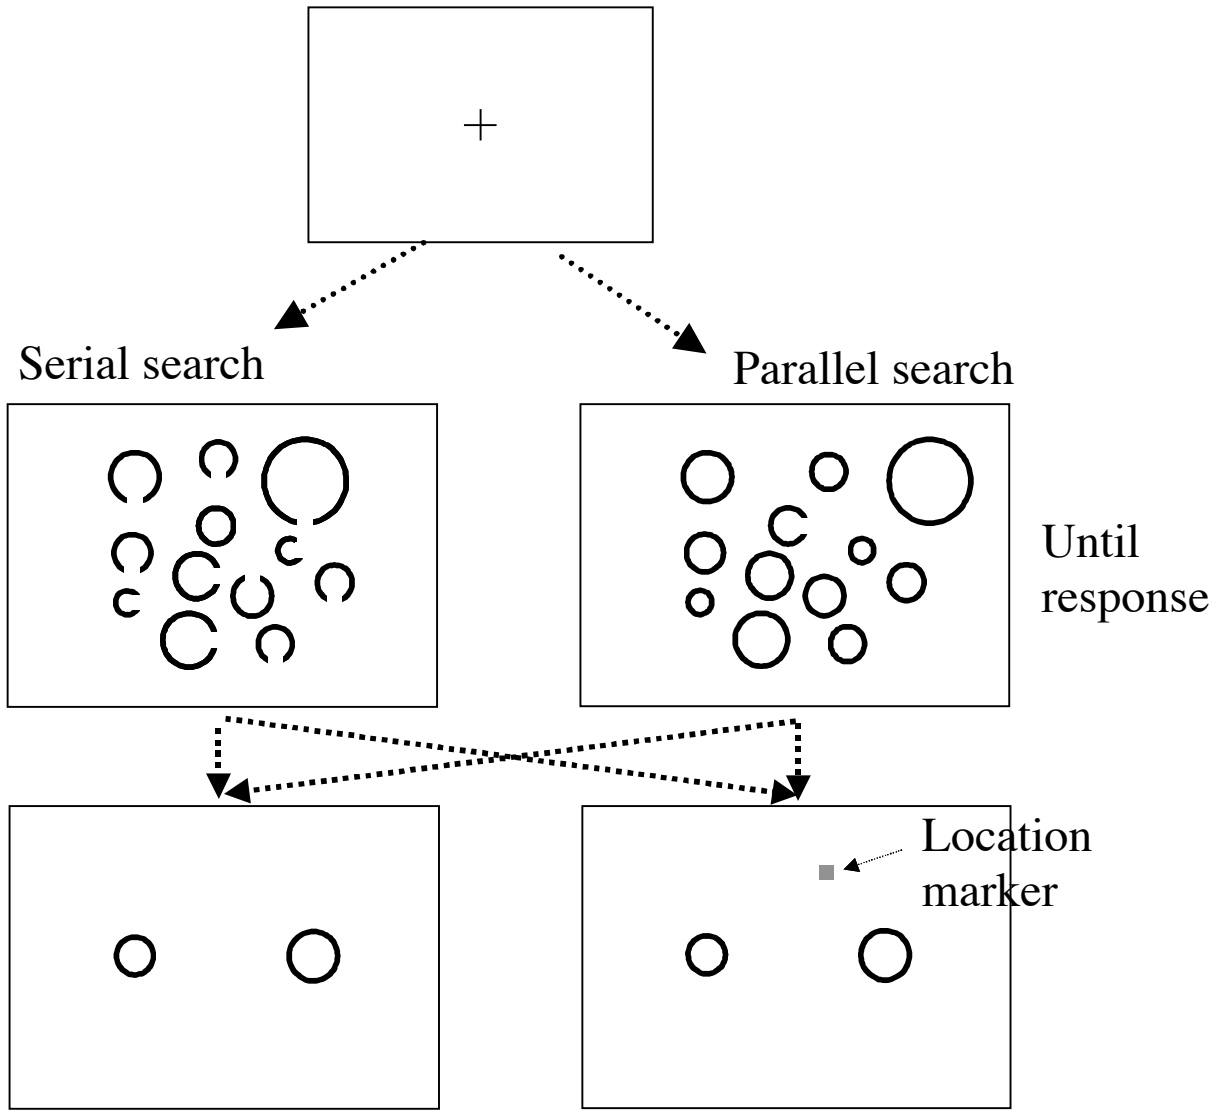 Serial search
Parallel search
Until
response
Location
marker